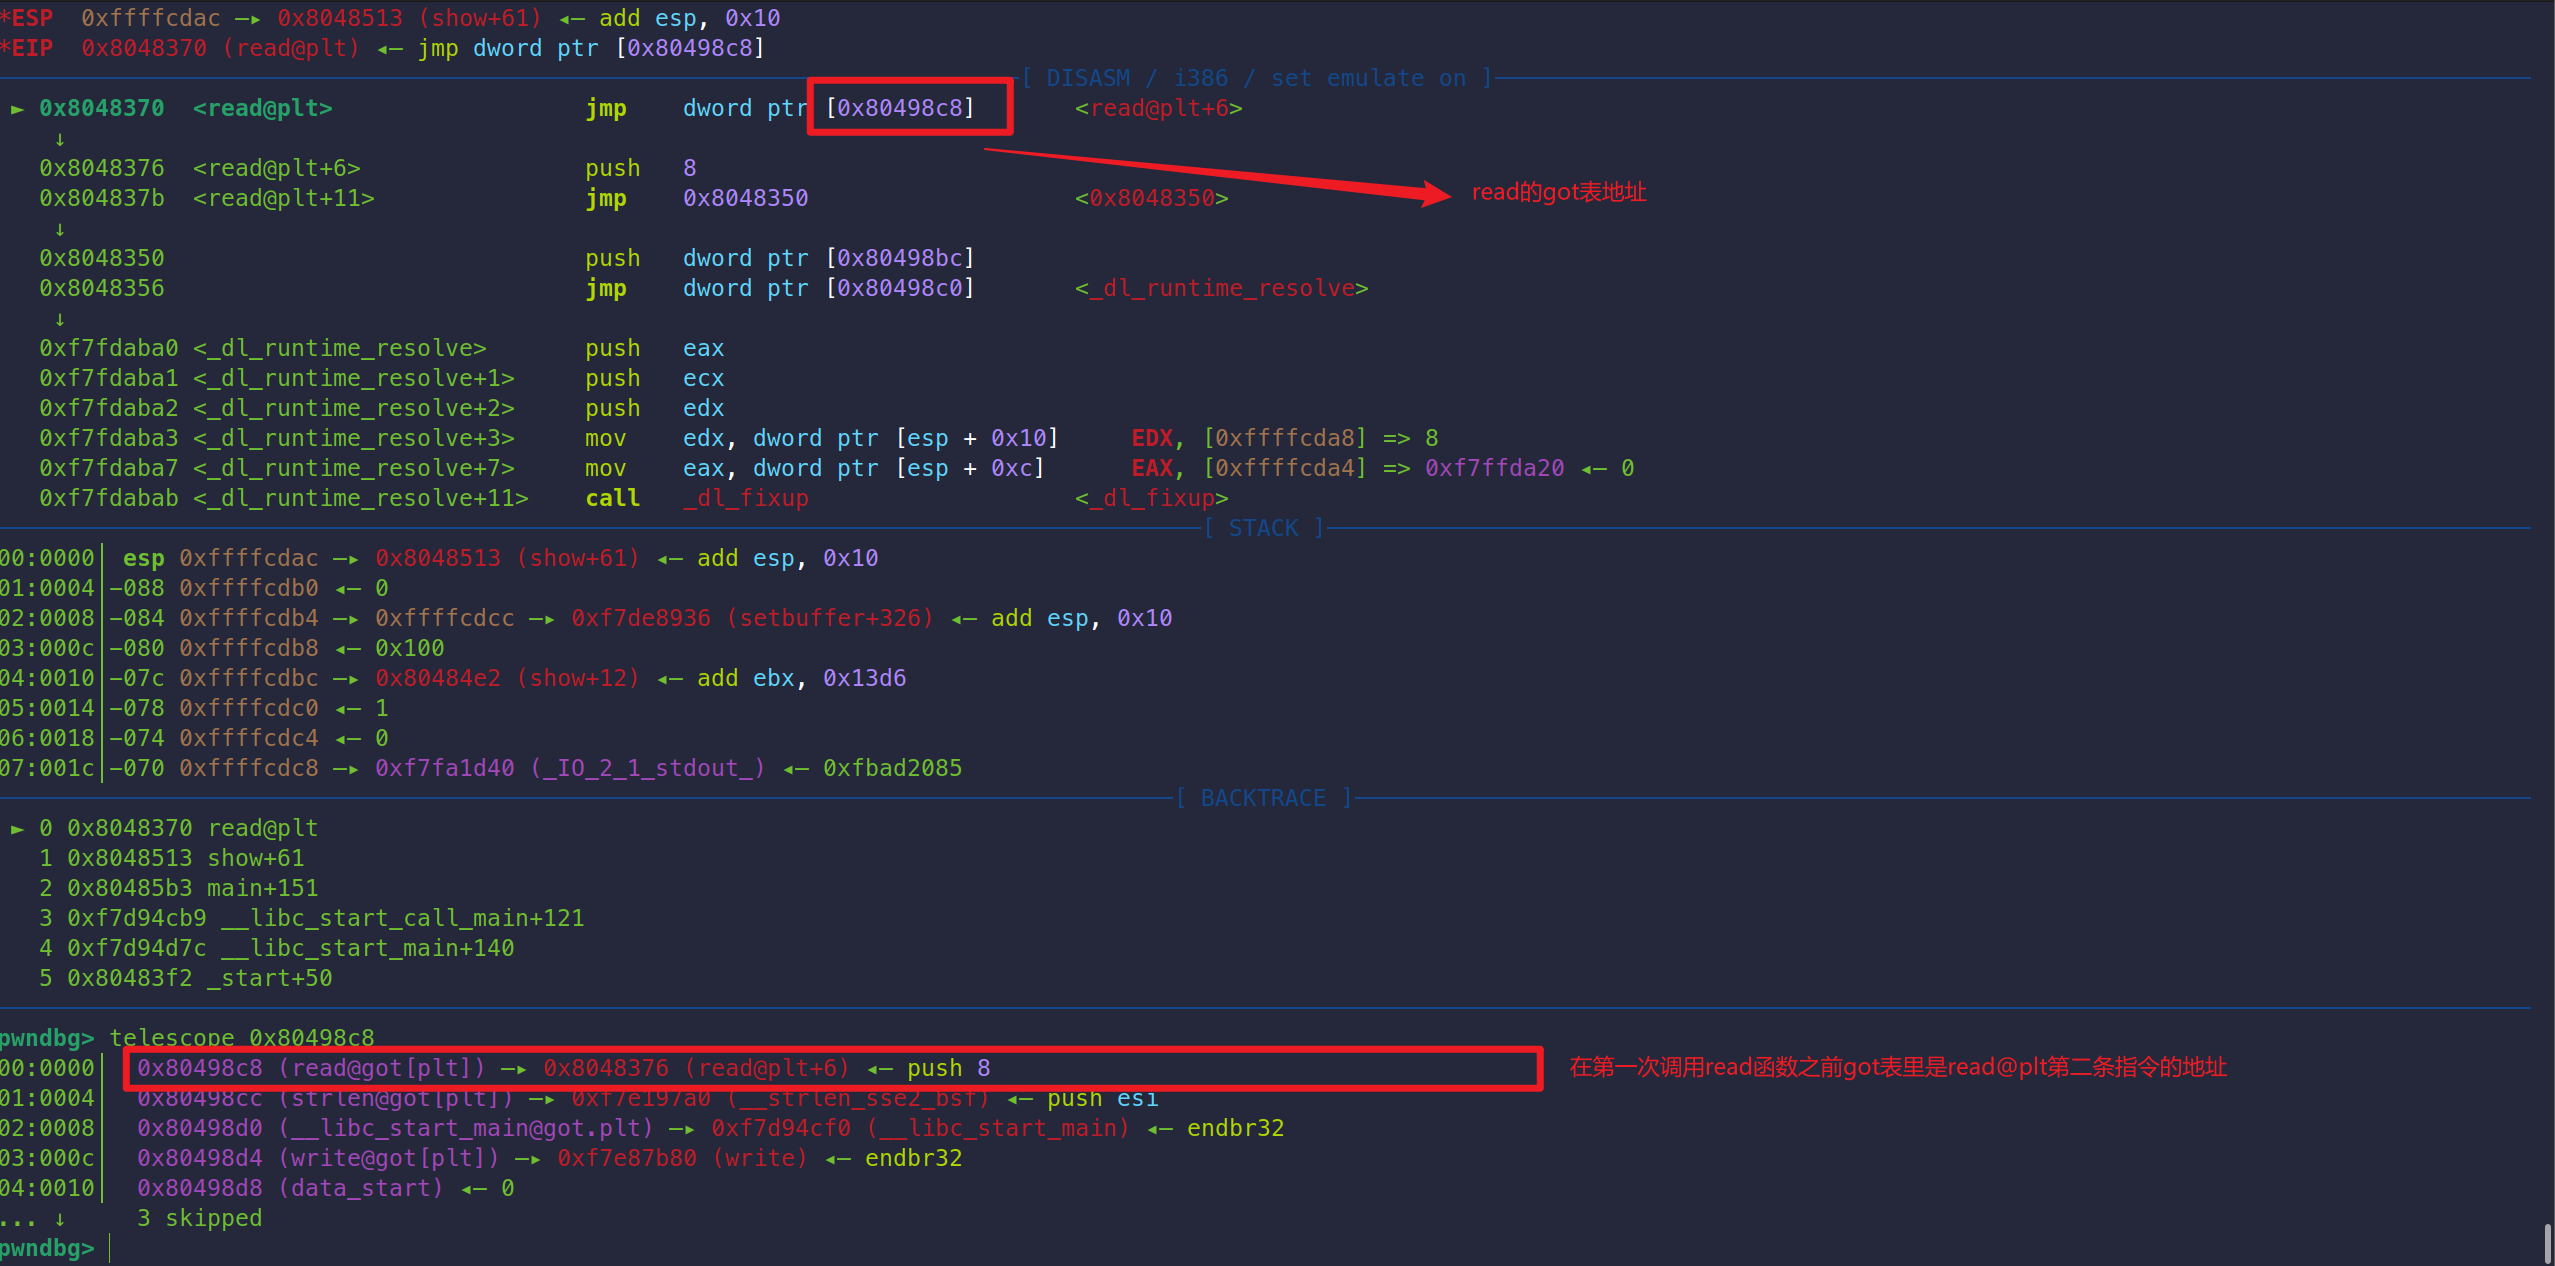 *ESP  0xffffcdac —▸ 0x8048513 (show+61) ◂— add esp, 0x10
*EIP  0x8048370 (read@plt) ◂— jmp dword ptr [0x80498c8]
[ DISASM / i386 / set emulate on ]
► 0x8048370  <read@plt>    jmp    dword ptr [0x80498c8]    <read@plt+6>
↓
0x8048376  <read@plt+6>    push   8
0x804837b  <read@plt+11>    jmp    0x8048350    <0x8048350>
read的got表地址
↓
0x8048350    push   dword ptr [0x80498bc]
0x8048356    jmp    dword ptr [0x80498c0]    <_dl_runtime_resolve>
↓
0xf7fdaba0 <_dl_runtime_resolve>    push   eax
0xf7fdaba1 <_dl_runtime_resolve+1>    push   ecx
0xf7fdaba2 <_dl_runtime_resolve+2>    push   edx
0xf7fdaba3 <_dl_runtime_resolve+3>    mov    edx, dword ptr [esp + 0x10]    EDX, [0xffffcda8] => 8
0xf7fdaba7 <_dl_runtime_resolve+7>    mov    eax, dword ptr [esp + 0xc]    EAX, [0xffffcda4] => 0xf7ffda20 ◂— 0
0xf7fdabab <_dl_runtime_resolve+11>    call   _dl_fixup    <_dl_fixup>
[ STACK ]
00:0000│ esp 0xffffcdac —▸ 0x8048513 (show+61) ◂— add esp, 0x10
01:0004│-088 0xffffcdb0 ◂— 0
02:0008│-084 0xffffcdb4 —▸ 0xffffcdcc —▸ 0xf7de8936 (setbuffer+326) ◂— add esp, 0x10
03:000c│-080 0xffffcdb8 ◂— 0x100
04:0010│-07c 0xffffcdbc —▸ 0x80484e2 (show+12) ◂— add ebx, 0x13d6
05:0014│-078 0xffffcdc0 ◂— 1
06:0018│-074 0xffffcdc4 ◂— 0
07:001c│-070 0xffffcdc8 —▸ 0xf7fa1d40 (_IO_2_1_stdout_) ◂— 0xfbad2085
[ BACKTRACE ]
► 0 0x8048370 read@plt
1 0x8048513 show+61
2 0x80485b3 main+151
3 0xf7d94cb9 __libc_start_call_main+121
4 0xf7d94d7c __libc_start_main+140
5 0x80483f2 _start+50
pwndbg> telescope 0x80498c8
00:0000│ 0x80498c8 (read@got[plt]) —▸ 0x8048376 (read@plt+6) ◂— push 8
在第一次调用read函数之前got表里是read@plt第二条指令的地址
01:0004│ 0x80498cc (strlen@got[plt]) —▸ 0xf7e197a0 (__strlen_sse2_bsf) ◂— push esi
02:0008│ 0x80498d0 (__libc_start_main@got.plt) —▸ 0xf7d94cf0 (__libc_start_main) ◂— endbr32
03:000c│ 0x80498d4 (write@got[plt]) —▸ 0xf7e87b80 (write) ◂— endbr32
04:0010│ 0x80498d8 (data_start) ◂— 0
... ↓     3 skipped
pwndbg>